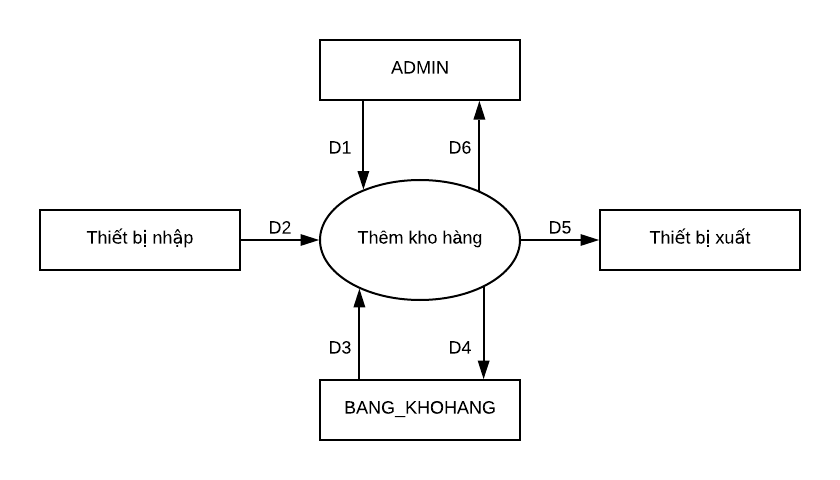 ADMIN
D1
D6
Thiết bị nhập
D2
Thêm kho hàng
D5
Thiết bị xuất
D3
D4
BANG_KHOHANG